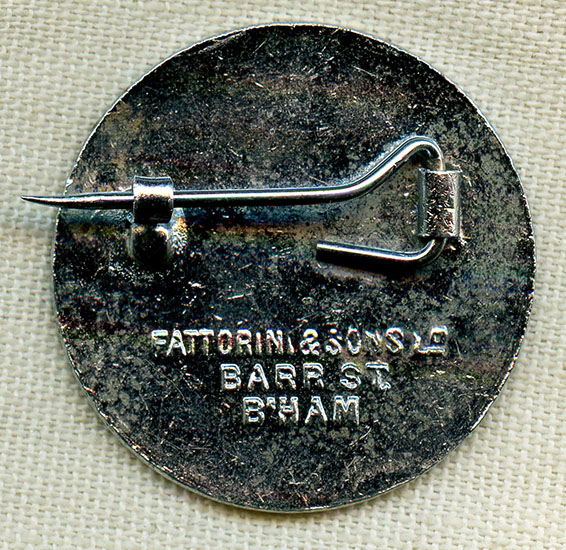 FATTORINI & SONS LD
BARR ST.
B'HAM